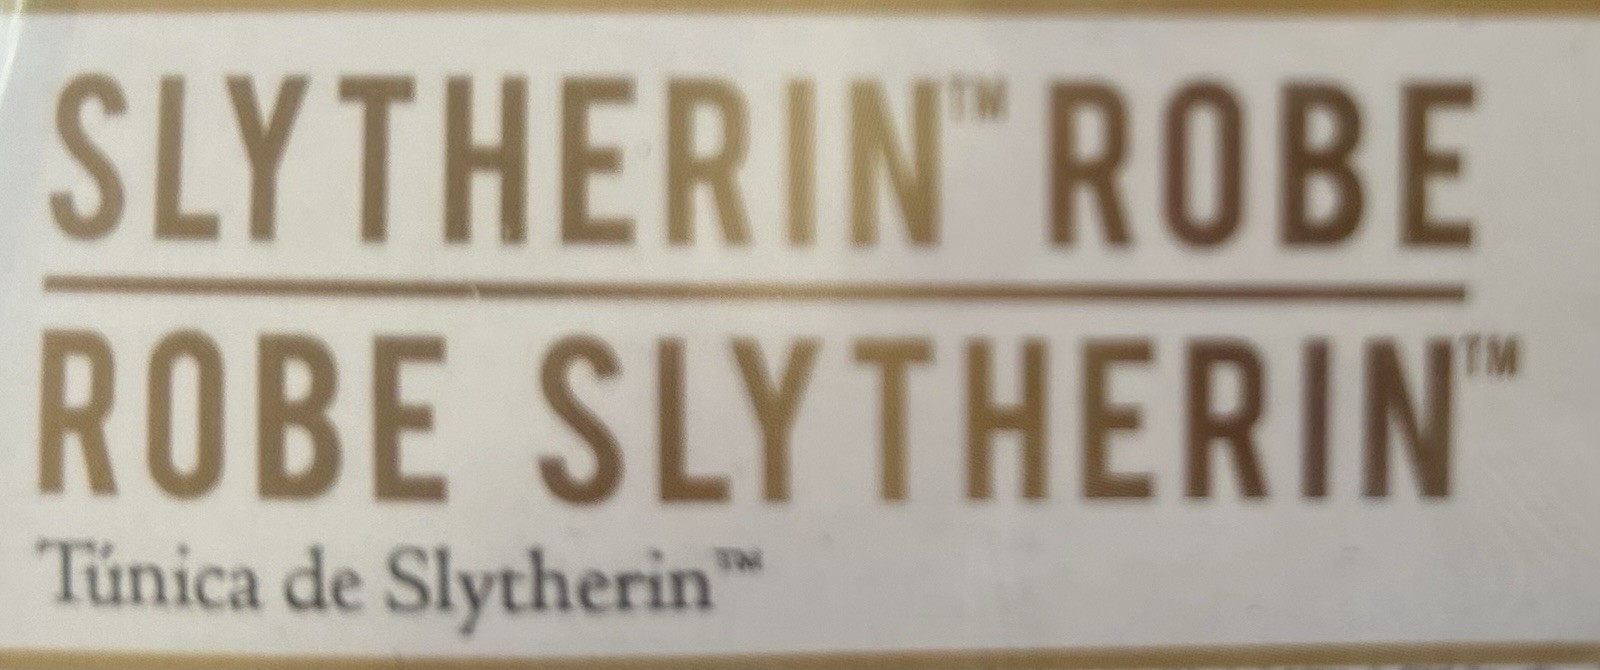 SLYTHERIN™ ROBE
ROBE SLYTHERIN™
Túnica de Slytherin™